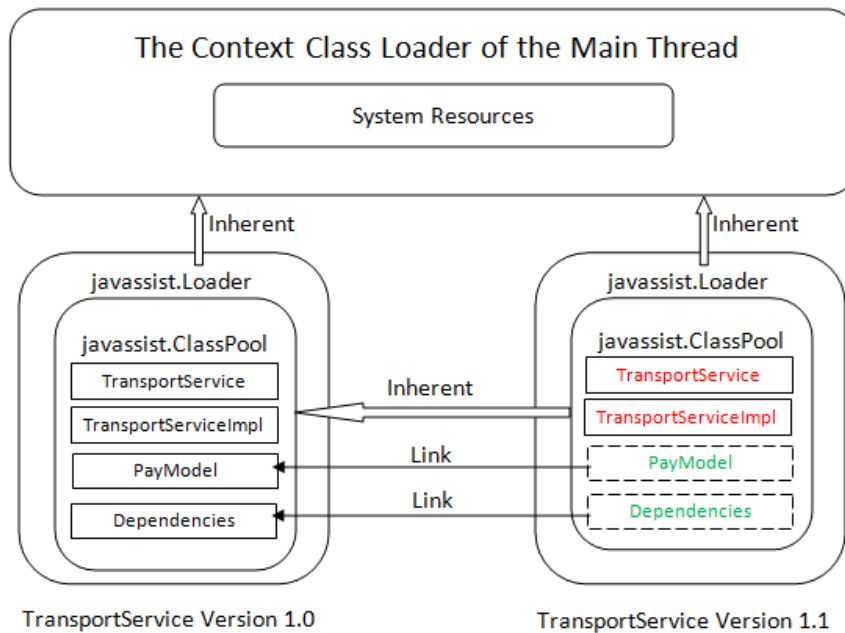 The Context Class Loader of the Main Thread
System Resources
Inherent
Inherent
javassist.Loader
javassist.ClassPool
TransportService
TransportServiceImpl
PayModel
Dependencies
Inherent
Link
Link
javassist.Loader
javassist.ClassPool
TransportService
TransportServiceImpl
PayModel
Dependencies
TransportService Version 1.0
TransportService Version 1.1